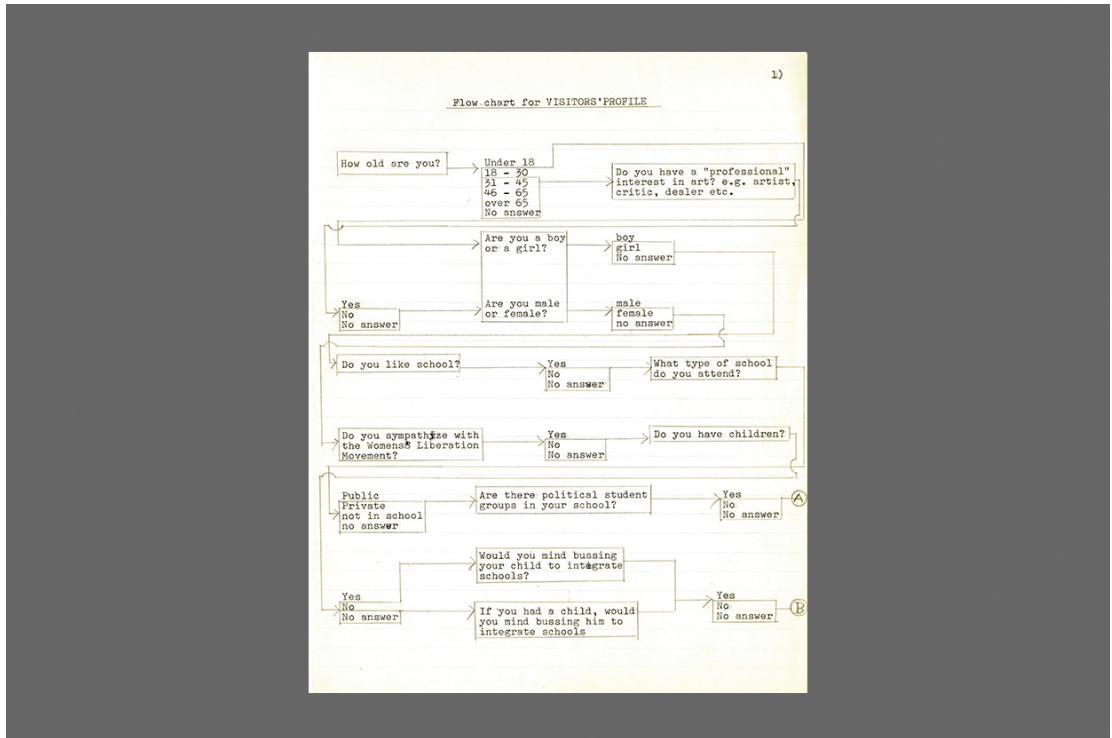 1)
Flow chart for VISITORS'PROFILE
How old are you?
Under 18
18 - 30
31 - 45
46 - 65
over 65
No answer
Do you have a "professional"
interest in art? e.g. artist,
critic, dealer etc.
Are you a boy
or a girl?
boy
girl
No answer
Yes
No
No answer
Are you male
or female?
male
female
no answer
Do you like school?
Yes
No
No answer
What type of school
do you attend?
Do you sympathize with
the Womens Liberation
Movement?
Yes
No
No answer
Do you have children?
Public
Private
not in school
no answer
Are there political student
groups in your school?
Yes
No
No answer
A
Would you mind bussing
your child to integrate
schools?
Yes
No
No answer
If you had a child, would
you mind bussing him to
integrate schools
Yes
No
No answer
B